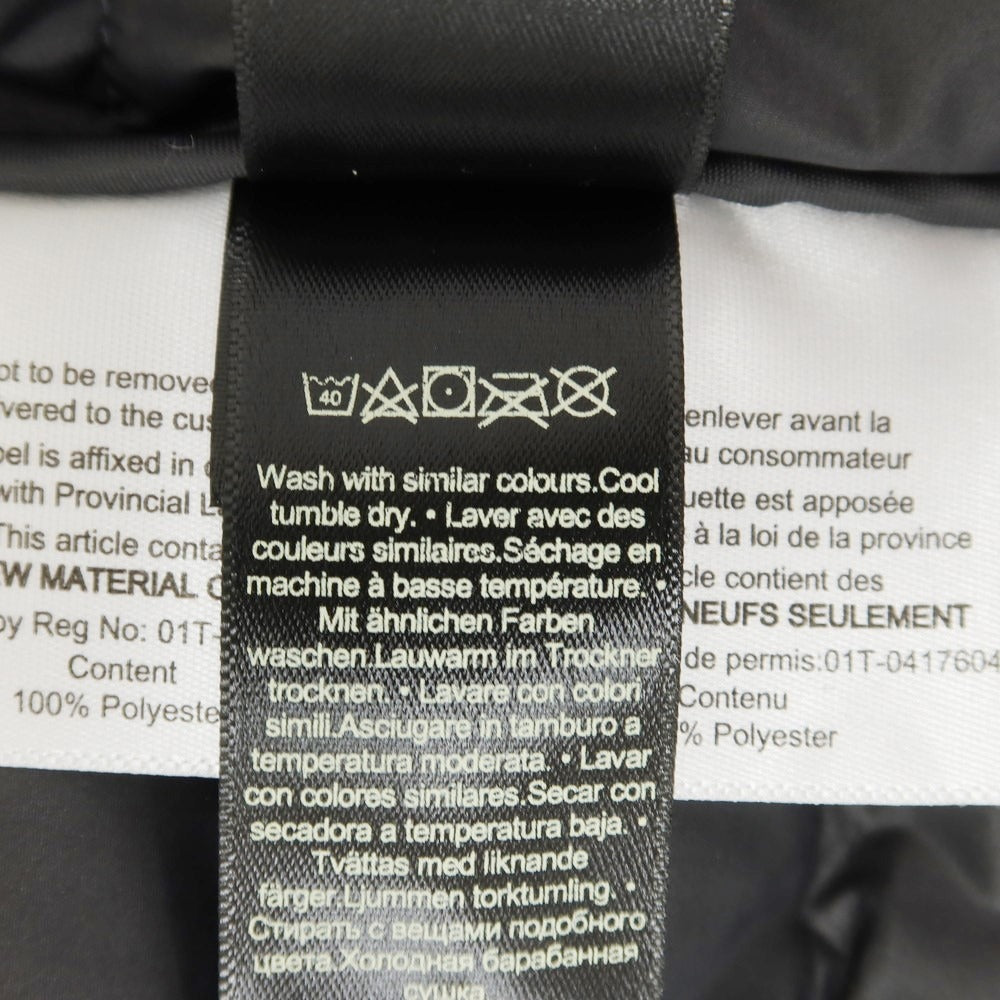 ot to be remove
vered to the cus
el is affixed in
with Provincial
This article conta
W MATERIAL
by Reg No: 01T-
Content
100% Polyeste
40
Wash with similar colours.Cool
tumble dry. • Laver avec des
couleurs similaires.Séchage en
machine à basse température. •
Mit ähnlichen Farben
waschen.Lauwarm im Trockner
trocknen. • Lavare con colori
simili.Asciugare in tamburo a
temperatura moderata. • Lavar
con colores similares.Secar con
secadora a temperatura baja. •
Tvättas med liknande
färger.Ljummen torktumling. •
Стирать с вещами подобного
цвета.Холодная барабанная
сушка.
enlever avant la
au consommateur
uette est apposée
à la loi de la province
cle contient des
NEUFS SEULEMENT
de permis:01T-0417604
Contenu
% Polyester